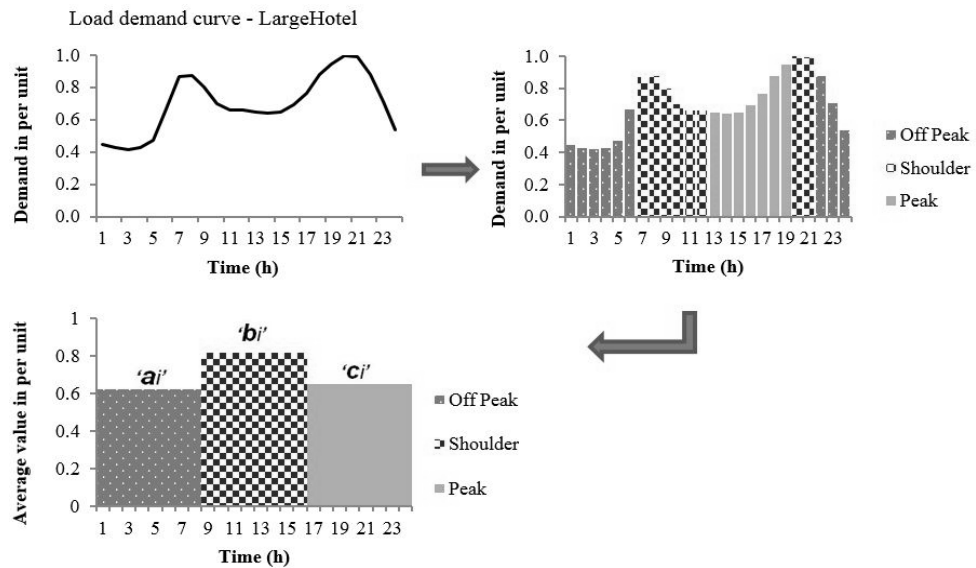 Load demand curve - LargeHotel
Demand in per unit
1.0
0.8
0.6
0.4
0.2
0.0
1 3 5 7 9 11 13 15 17 19 21 23
Time (h)
Demand in per unit
1.0
0.8
0.6
0.4
0.2
0.0
1 3 5 7 9 11 13 15 17 19 21 23
Time (h)
Off Peak
Shoulder
Peak
Average value in per unit
1
0.8
0.6
0.4
0.2
0
'ai'
'bi'
'ci'
1 3 5 7 9 11 13 15 17 19 21 23
Time (h)
Off Peak
Shoulder
Peak